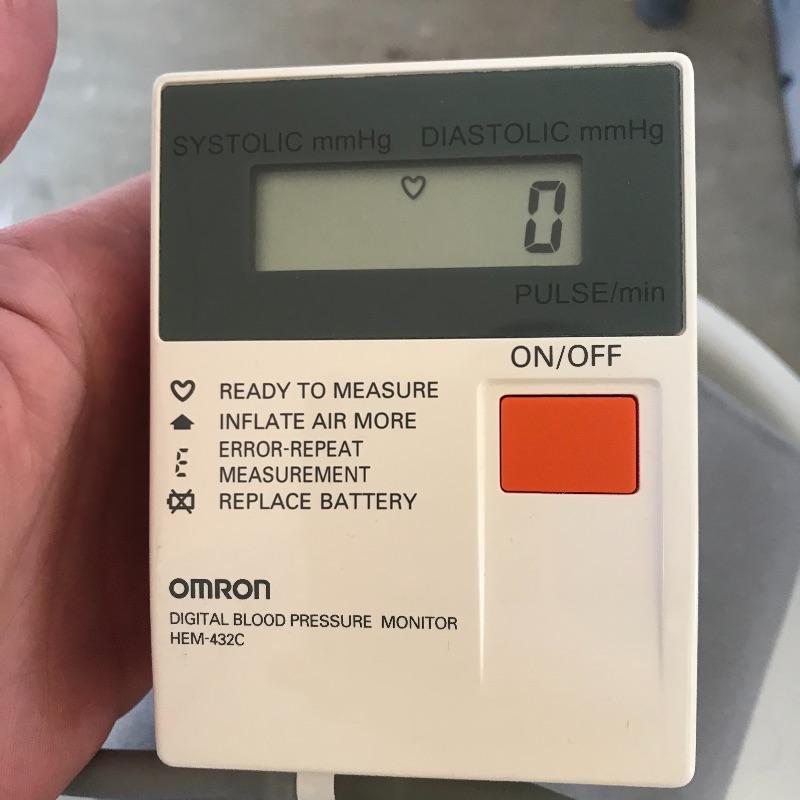 SYSTOLIC mmHg DIASTOLIC mmHg
0
PULSE/min
ON/OFF
READY TO MEASURE
INFLATE AIR MORE
E ERROR-REPEAT
MEASUREMENT
REPLACE BATTERY
OMRON
DIGITAL BLOOD PRESSURE MONITOR
HEM-432C